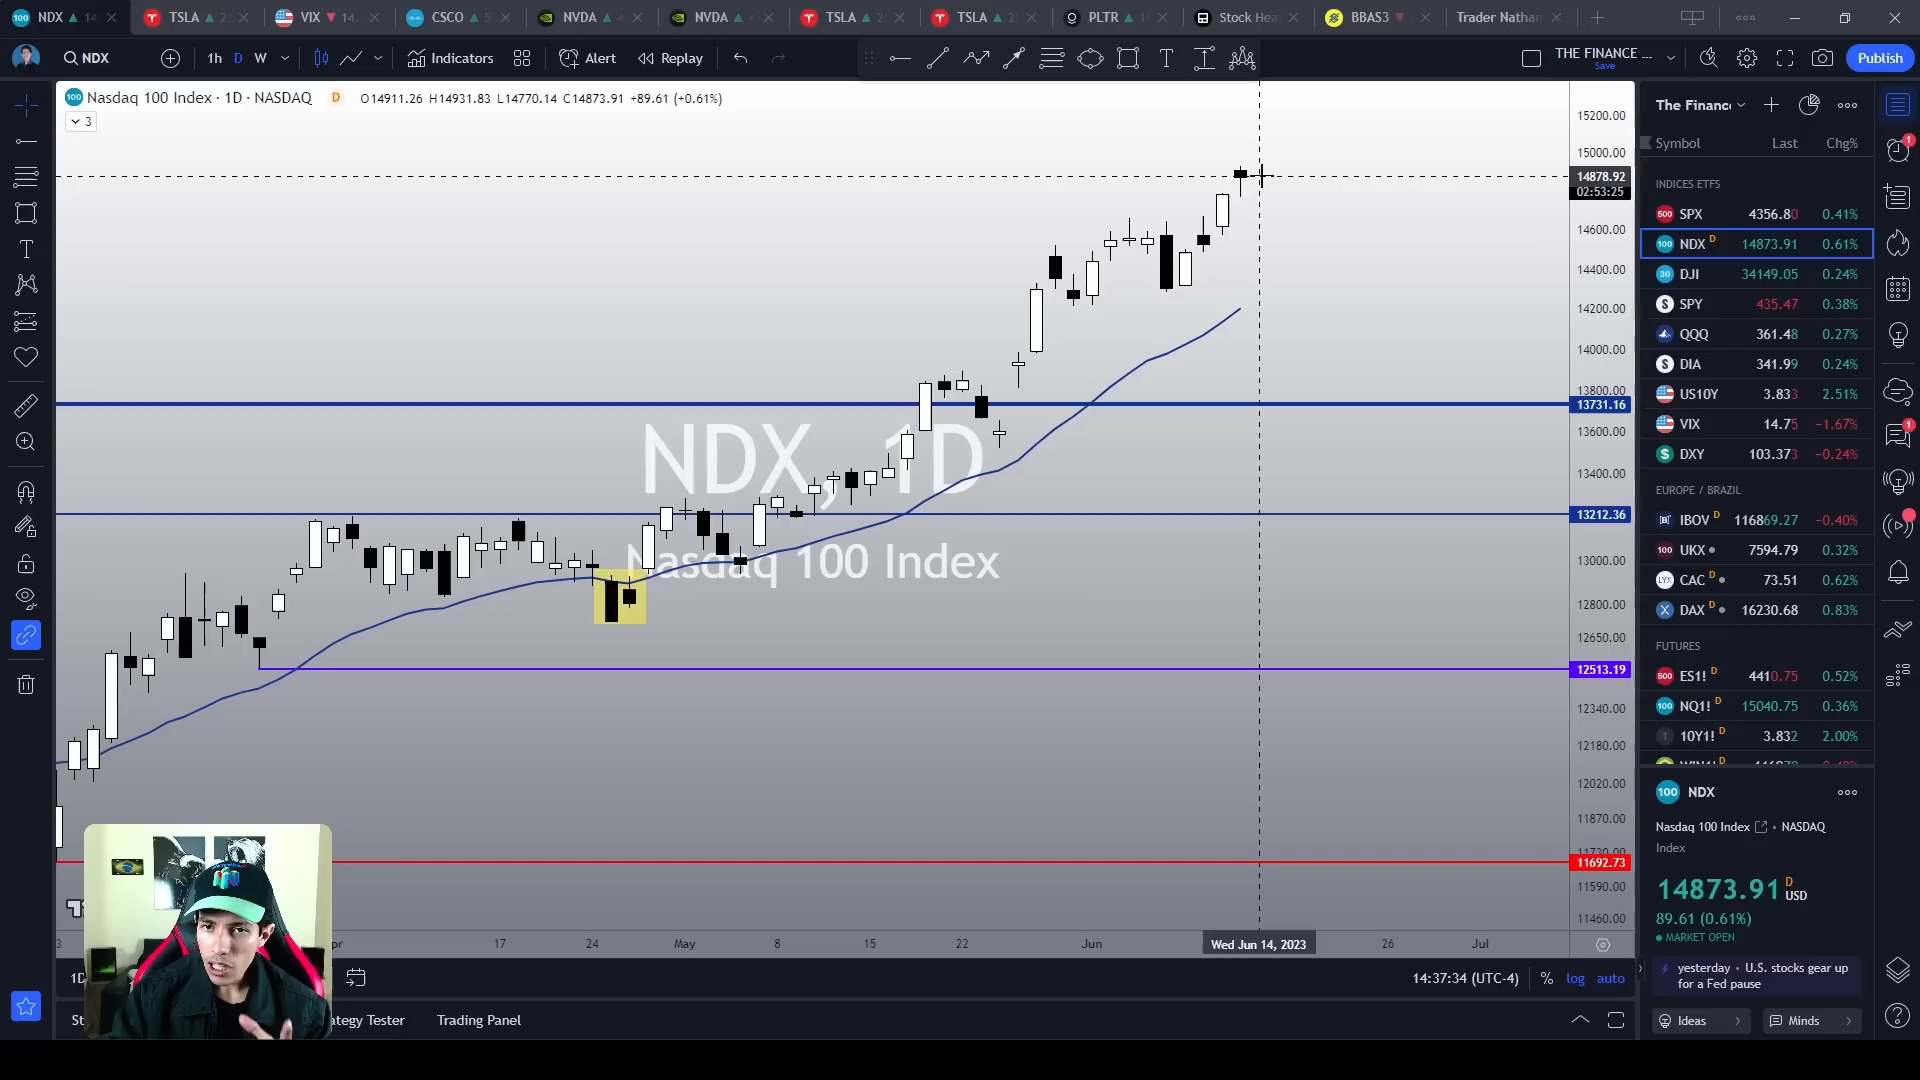 NDX 14
TSLA
VIX 14.
CSCO
NVDA
NVDA
TSLA
TSLA
PLTR
Stock Hea
BBAS3
Trader Nathan
NDX
1h D W
Indicators
Alert
Replay
THE FINANCE ...
Save
Publish
100 Nasdaq 100 Index · 1D · NASDAQ D O14911.26 H14931.83 L14770.14 C14873.91 +89.61 (+0.61%)
3
15200.00
15000.00
14878.92
02:53:25
14600.00
14400.00
14200.00
14000.00
13800.00
13731.16
13600.00
13400.00
13212.36
13000.00
12800.00
12650.00
12513.19
12340.00
12180.00
12020.00
11870.00
11692.73
11590.00
11460.00
NDX, 1D
Nasdaq 100 Index
17 24 May 8 15 22 Jun Wed Jun 14, 2023 26 Jul
14:37:34 (UTC-4) % log auto
ategy Tester Trading Panel
The Financ
Symbol Last Chg%
INDICES ETFS
500 SPX 4356.80 0.41%
100 NDX D 14873.91 0.61%
30 DJI 34149.05 0.24%
S SPY 435.47 0.38%
QQQ 361.48 0.27%
S DIA 341.99 0.24%
US10Y 3.833 2.51%
VIX 14.75 −1.67%
$ DXY 103.373 −0.24%
EUROPE / BRAZIL
IBOV D 116869.27 −0.40%
100 UKX 7594.79 0.32%
CAC D 73.51 0.62%
X DAX D 16230.68 0.83%
FUTURES
500 ES1! D 4410.75 0.52%
100 NQ1! D 15040.75 0.36%
1 10Y1! D 3.832 2.00%
100 NDX
Nasdaq 100 Index • NASDAQ
Index
14873.91 D USD
89.61 (0.61%)
MARKET OPEN
yesterday • U.S. stocks gear up
for a Fed pause
Ideas
Minds